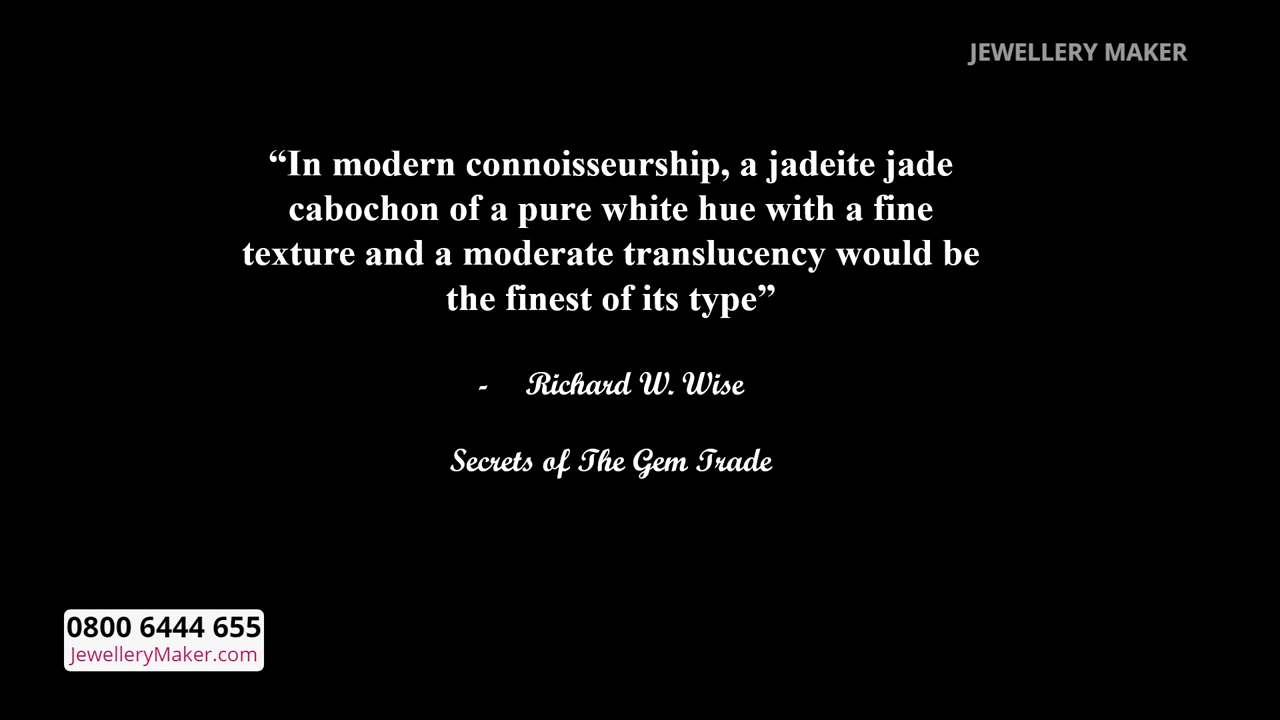 JEWELLERY MAKER
“In modern connoisseurship, a jadeite jade
cabochon of a pure white hue with a fine
texture and a moderate translucency would be
the finest of its type”
- Richard W. Wise
Secrets of The Gem Trade
0800 6444 655
JewelleryMaker.com